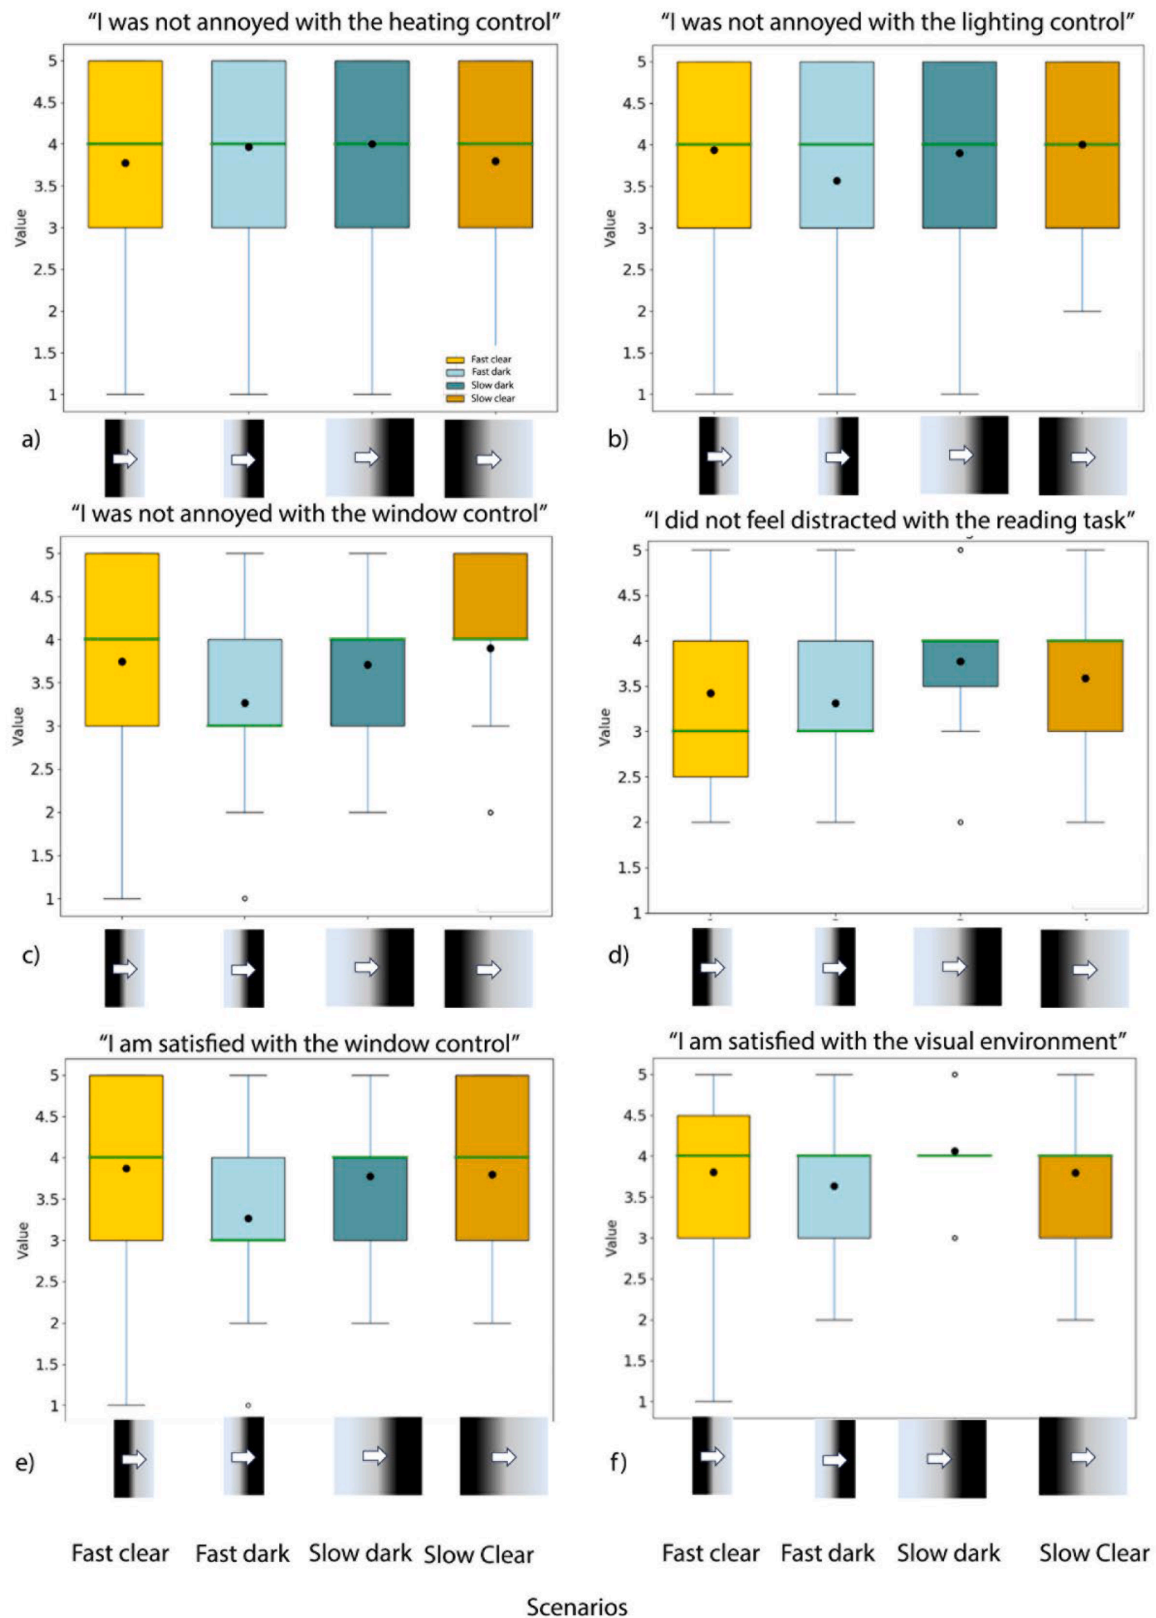 “I was not annoyed with the heating control”
5
4.5
4
3.5
3
2.5
2
1.5
1
Value
Fast clear
Fast dark
Slow dark
Slow clear
a)
“I was not annoyed with the lighting control”
5
4.5
4
3.5
3
2.5
2
1.5
1
Value
b)
“I was not annoyed with the window control”
5
4.5
4
3.5
3
2.5
2
1.5
1
Value
c)
“I did not feel distracted with the reading task”
5
4.5
4
3.5
3
2.5
2
1.5
1
Value
d)
“I am satisfied with the window control”
5
4.5
4
3.5
3
2.5
2
1.5
1
Value
e)
“I am satisfied with the visual environment”
5
4.5
4
3.5
3
2.5
2
1.5
1
Value
f)
Fast clear Fast dark Slow dark Slow Clear
Fast clear Fast dark Slow dark Slow Clear
Scenarios